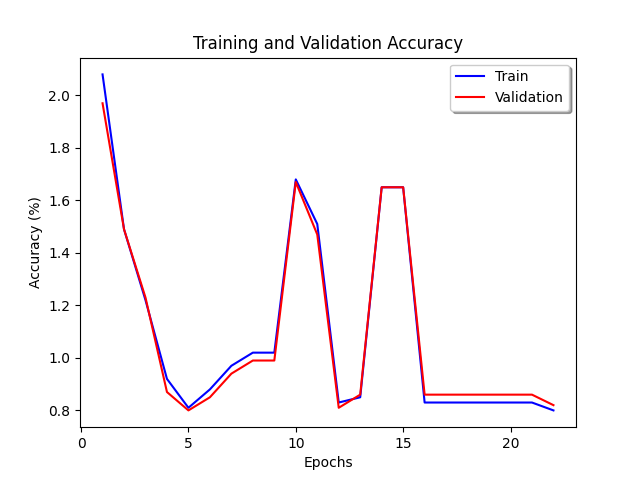 Training and Validation Accuracy
Train
Validation
Accuracy (%)
2.0
1.8
1.6
1.4
1.2
1.0
0.8
0
5
10
15
20
Epochs